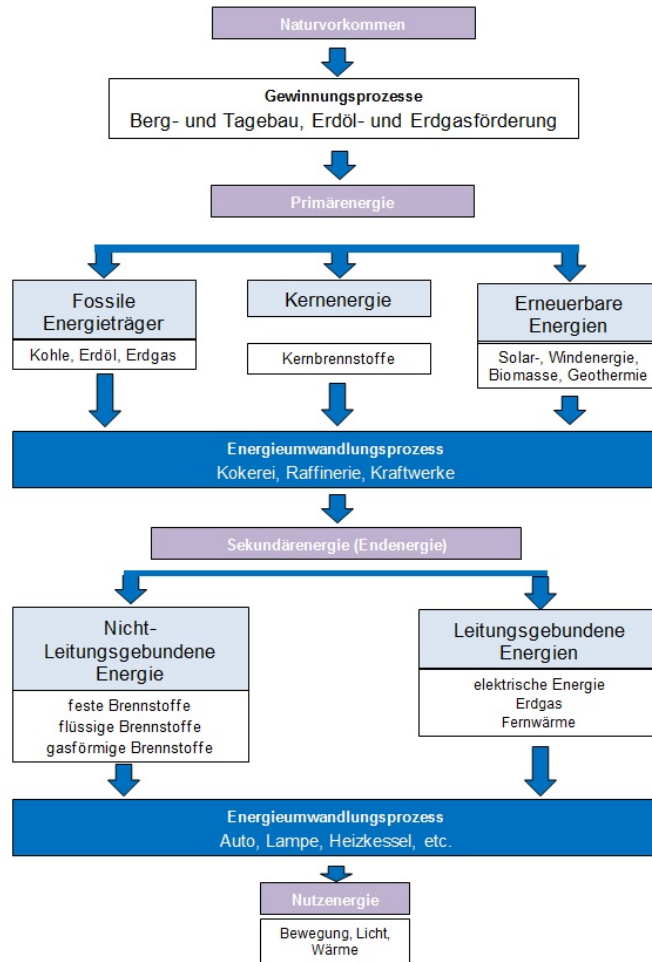 Naturvorkommen
Gewinnungsprozesse
Berg- und Tagebau, Erdöl- und Erdgasförderung
Primärenergie
Fossile
Energieträger
Kohle, Erdöl, Erdgas
Kernenergie
Kernbrennstoffe
Erneuerbare
Energien
Solar-, Windenergie,
Biomasse, Geothermie
Energieumwandlungsprozess
Kokerei, Raffinerie, Kraftwerke
Sekundärenergie (Endenergie)
Nicht-
Leitungsgebundene
Energie
feste Brennstoffe
flüssige Brennstoffe
gasförmige Brennstoffe
Leitungsgebundene
Energien
elektrische Energie
Erdgas
Fernwärme
Energieumwandlungsprozess
Auto, Lampe, Heizkessel, etc.
Nutzenergie
Bewegung, Licht,
Wärme